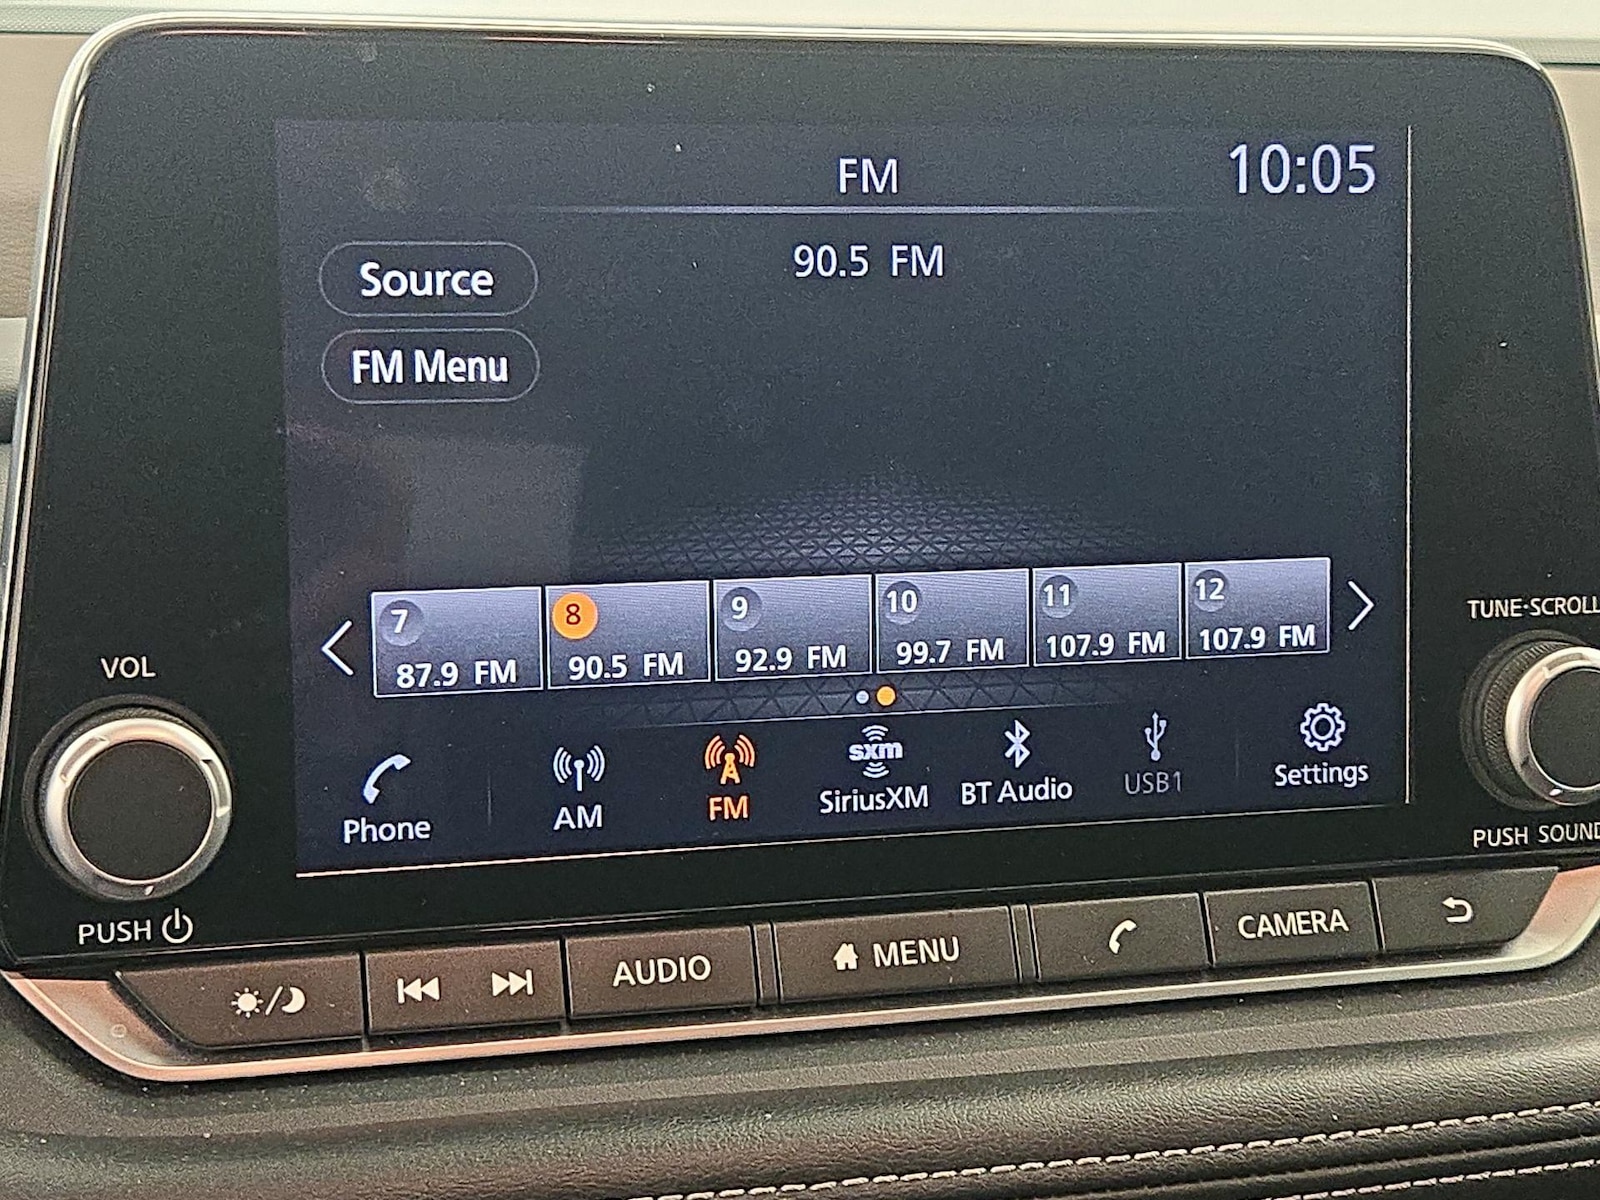 FM
10:05
90.5 FM
Source
FM Menu
7
87.9 FM
8
90.5 FM
9
92.9 FM
10
99.7 FM
11
107.9 FM
12
107.9 FM
Phone
AM
FM
sxm
SiriusXM
BT Audio
USB1
Settings
VOL
PUSH
TUNE·SCROLL
PUSH SOUND
AUDIO
MENU
CAMERA